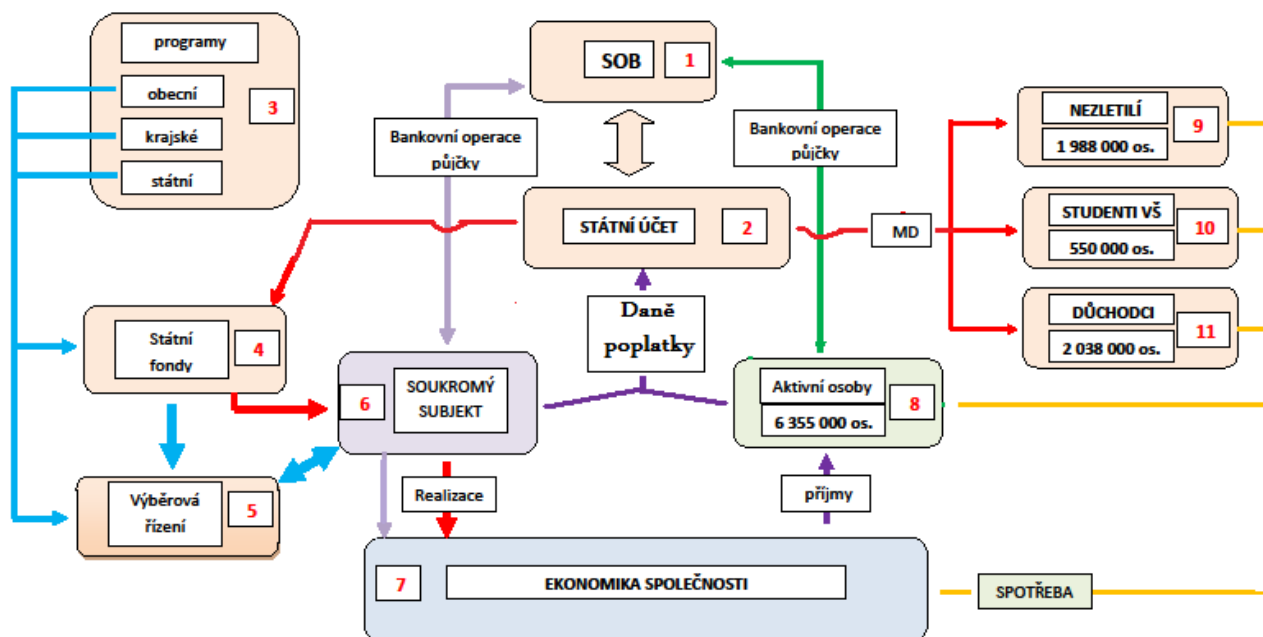 programy
obecní
3
krajské
státní
SOB
1
Bankovní operace
půjčky
Bankovní operace
půjčky
NEZLETILÍ
9
1 988 000 os.
STÁTNÍ ÚČET
2
MD
STUDENTI VŠ
10
550 000 os.
DŮCHODCI
11
2 038 000 os.
Daně
poplatky
Státní
fondy
4
6
SOUKROMÝ
SUBJEKT
Aktivní osoby
8
6 355 000 os.
Výběrová
řízení
5
Realizace
příjmy
7
EKONOMIKA SPOLEČNOSTI
SPOTŘEBA